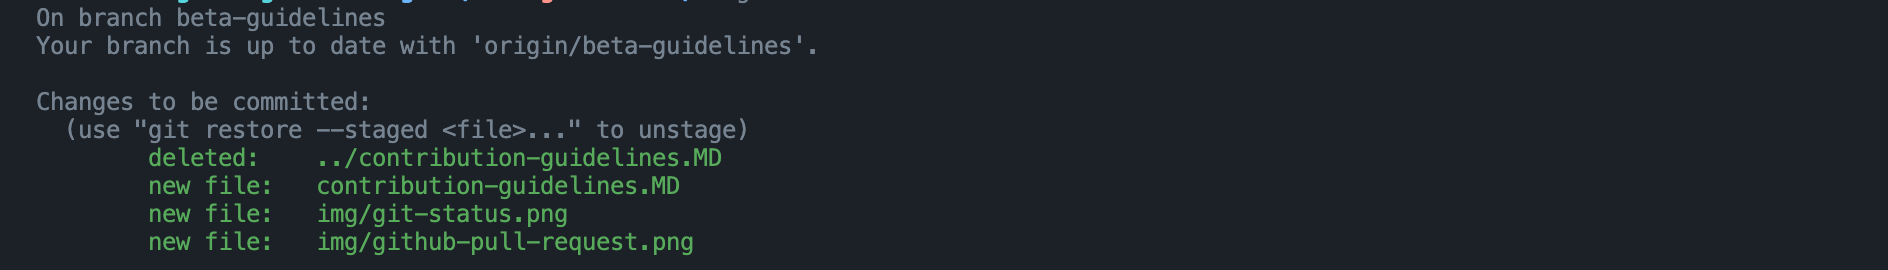 On branch beta-guidelines
Your branch is up to date with 'origin/beta-guidelines'.
Changes to be committed:
  (use "git restore --staged <file>..." to unstage)
        deleted:    ../contribution-guidelines.MD
        new file:   contribution-guidelines.MD
        new file:   img/git-status.png
        new file:   img/github-pull-request.png